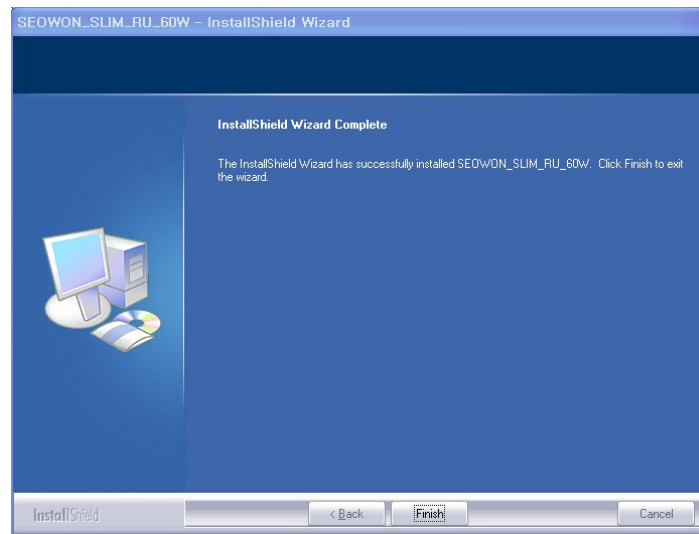 SEOWON_SLIM_RU_60W - InstallShield Wizard
InstallShield Wizard Complete
The InstallShield Wizard has successfully installed SEOWON_SLIM_RU_60W. Click Finish to exit
the wizard.
InstallShield
< Back
Finish
Cancel